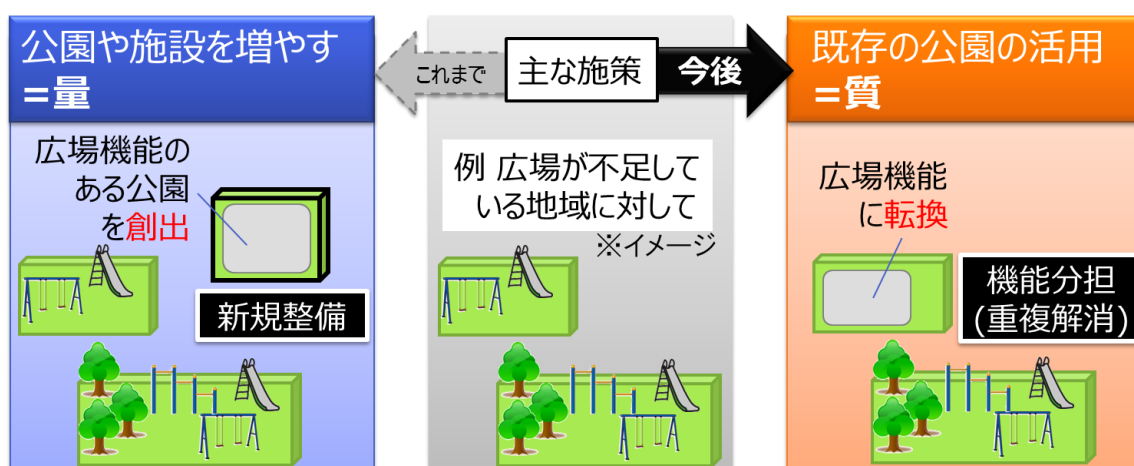 公園や施設を増やす
=量
広場機能の
ある公園
を創出
新規整備
これまで
主な施策
今後
例 広場が不足して
いる地域に対して
※イメージ
既存の公園の活用
=質
広場機能
に転換
機能分担
(重複解消)